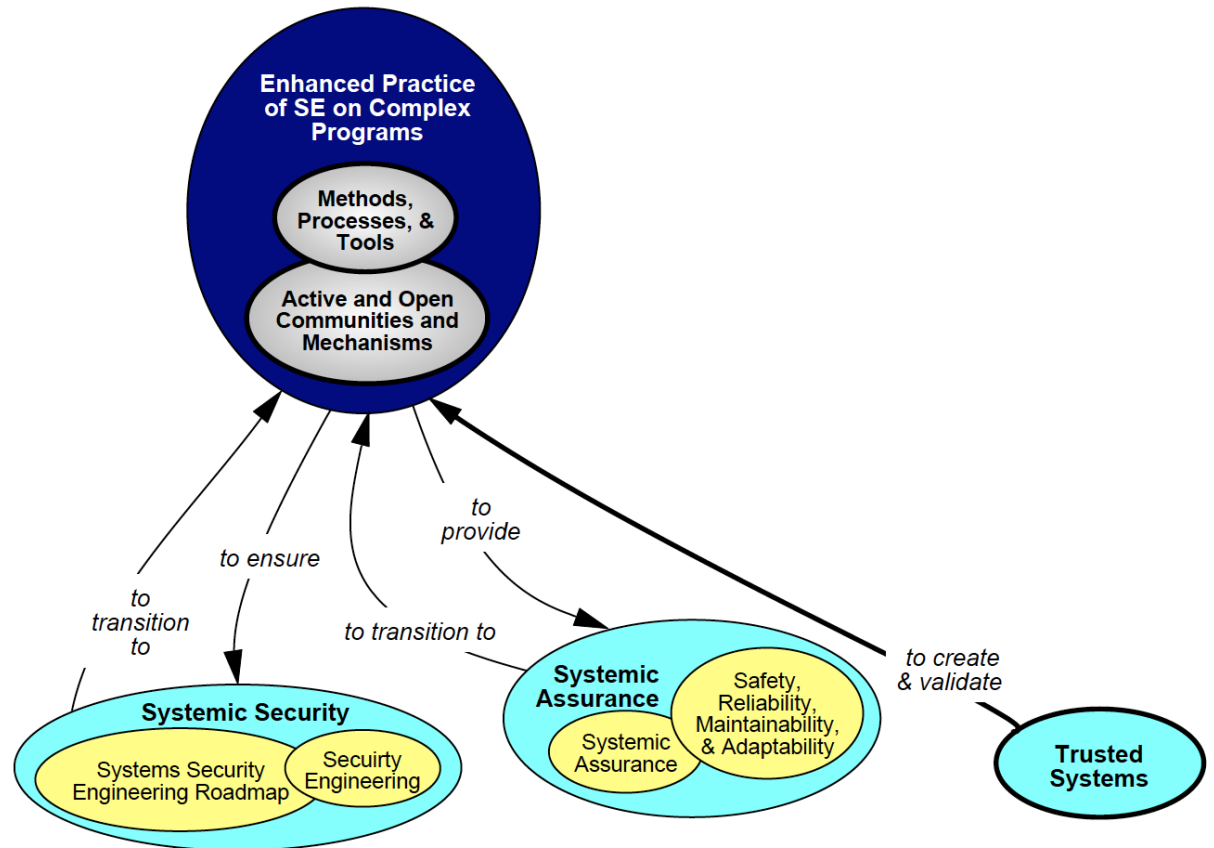 Enhanced Practice
of SE on Complex
Programs
Methods,
Processes, &
Tools
Active and Open
Communities and
Mechanisms
to
provide
to ensure
to
transition
to
to transition to
to create
& validate
Systemic
Assurance
Safety,
Reliability,
Maintainability,
& Adaptability
Systemic
Assurance
Systemic Security
Systems Security
Engineering Roadmap
Secuirty
Engineering
Trusted
Systems